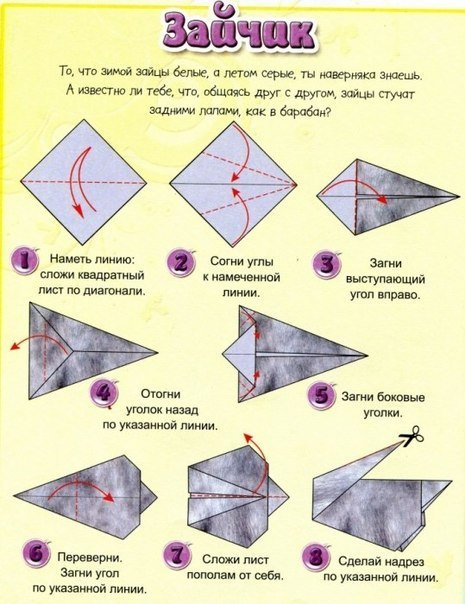 Зайчик
То, что зимой зайцы белые, а летом серые, ты наверняка знаешь.
А известно ли тебе, что, общаясь друг с другом, зайцы стучат
задними лапами, как в барабан?
1
Наметь линию:
сложи квадратный
лист по диагонали.
2
Согни углы
к намеченной
линии.
3
Загни
выступающий
угол вправо.
4
Отогни
уголок назад
по указанной линии.
5
Загни боковые
уголки.
6
Переверни.
Загни угол
по указанной линии.
7
Сложи лист
пополам от себя.
8
Сделай надрез
по указанной линии.